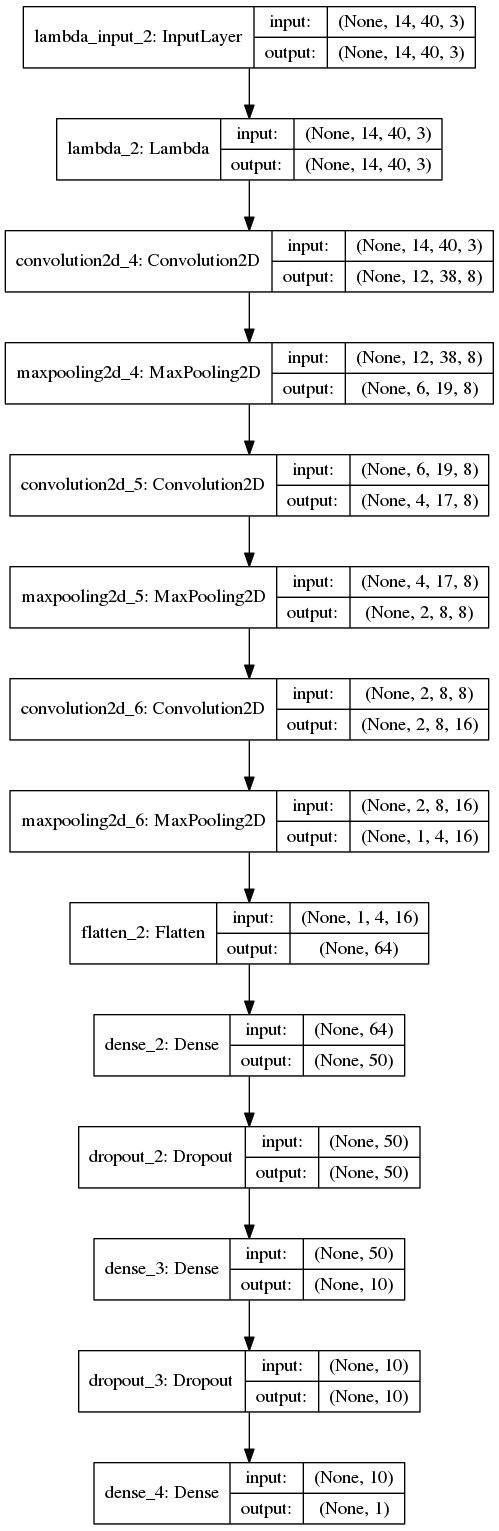 lambda_input_2: InputLayer
input: (None, 14, 40, 3)
output: (None, 14, 40, 3)
lambda_2: Lambda
input: (None, 14, 40, 3)
output: (None, 14, 40, 3)
convolution2d_4: Convolution2D
input: (None, 14, 40, 3)
output: (None, 12, 38, 8)
maxpooling2d_4: MaxPooling2D
input: (None, 12, 38, 8)
output: (None, 6, 19, 8)
convolution2d_5: Convolution2D
input: (None, 6, 19, 8)
output: (None, 4, 17, 8)
maxpooling2d_5: MaxPooling2D
input: (None, 4, 17, 8)
output: (None, 2, 8, 8)
convolution2d_6: Convolution2D
input: (None, 2, 8, 8)
output: (None, 2, 8, 16)
maxpooling2d_6: MaxPooling2D
input: (None, 2, 8, 16)
output: (None, 1, 4, 16)
flatten_2: Flatten
input: (None, 1, 4, 16)
output: (None, 64)
dense_2: Dense
input: (None, 64)
output: (None, 50)
dropout_2: Dropout
input: (None, 50)
output: (None, 50)
dense_3: Dense
input: (None, 50)
output: (None, 10)
dropout_3: Dropout
input: (None, 10)
output: (None, 10)
dense_4: Dense
input: (None, 10)
output: (None, 1)